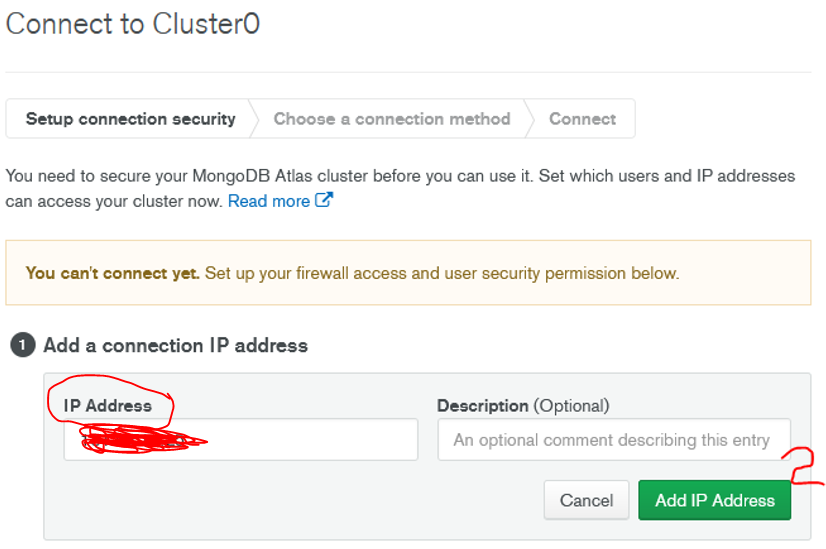 Connect to Cluster0
Setup connection security Choose a connection method Connect
You need to secure your MongoDB Atlas cluster before you can use it. Set which users and IP addresses
can access your cluster now. Read more
You can't connect yet. Set up your firewall access and user security permission below.
1 Add a connection IP address
IP Address Description (Optional)
An optional comment describing this entry
2
Cancel Add IP Address